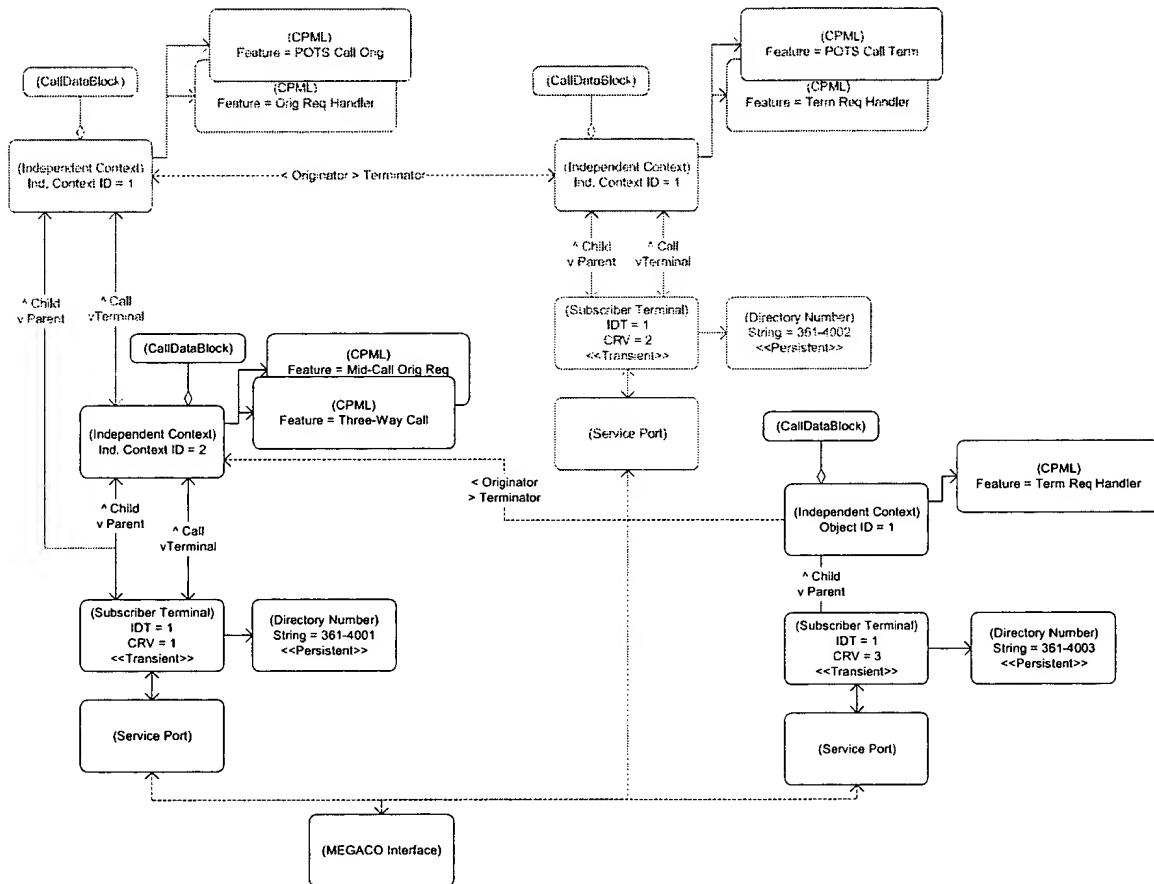 (CPML)
Feature = POTS Call Orig
(CPML)
Feature = Orig Req Handler
(CallDataBlock)
(Independent Context)
Ind. Context ID = 1
< Originator > Terminator
(CPML)
Feature = POTS Call Term
(CPML)
Feature = Term Req Handler
(CallDataBlock)
(Independent Context)
Ind. Context ID = 1
^ Child
v Parent
^ Call
vTerminal
^ Child
v Parent
^ Call
vTerminal
(Subscriber Terminal)
IDT = 1
CRV = 2
<<Transient>>
(Directory Number)
String = 361-4002
<<Persistent>>
(Service Port)
(CallDataBlock)
(CPML)
Feature = Mid-Call Orig Req
(CPML)
Feature = Three-Way Call
(Independent Context)
Ind. Context ID = 2
< Originator
> Terminator
(CallDataBlock)
(CPML)
Feature = Term Req Handler
(Independent Context)
Object ID = 1
^ Child
v Parent
^ Call
vTerminal
^ Child
v Parent
(Subscriber Terminal)
IDT = 1
CRV = 1
<<Transient>>
(Directory Number)
String = 361-4001
<<Persistent>>
(Subscriber Terminal)
IDT = 1
CRV = 3
<<Transient>>
(Directory Number)
String = 361-4003
<<Persistent>>
(Service Port)
(Service Port)
(MEGACO Interface)